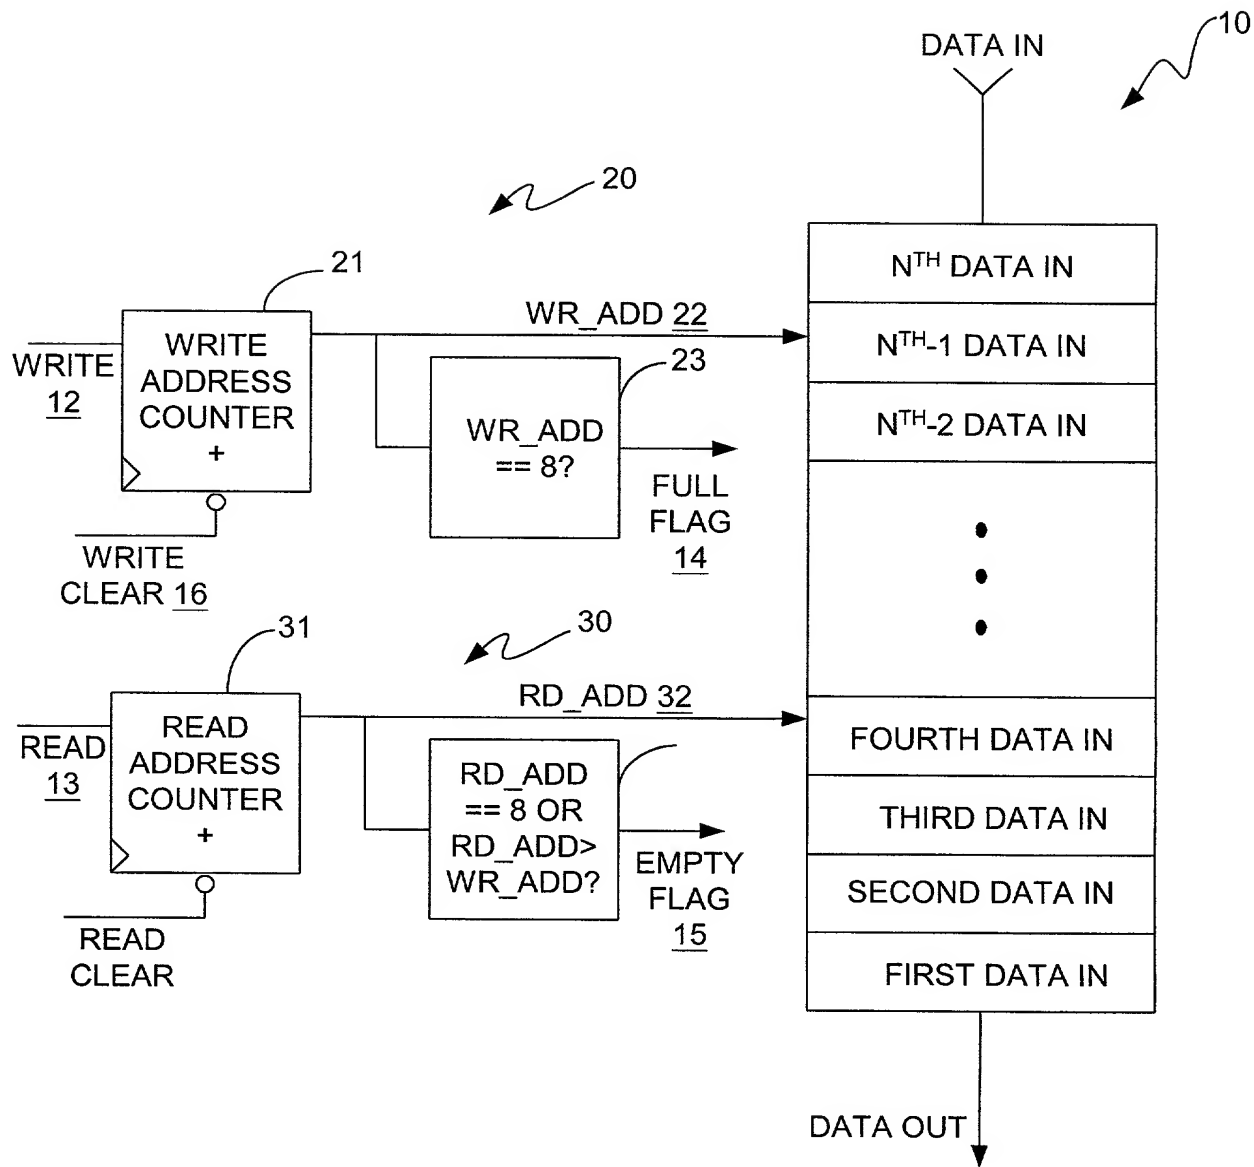 10
DATA IN
20
21
WRITE
12
WRITE
ADDRESS
COUNTER
+
WR_ADD 22
23
WR_ADD
== 8?
FULL
FLAG
14
WRITE
CLEAR 16
NTH DATA IN
NTH-1 DATA IN
NTH-2 DATA IN
31
30
READ
13
READ
ADDRESS
COUNTER
+
RD_ADD 32
RD_ADD
== 8 OR
RD_ADD>
WR_ADD?
EMPTY
FLAG
15
READ
CLEAR
FOURTH DATA IN
THIRD DATA IN
SECOND DATA IN
FIRST DATA IN
DATA OUT